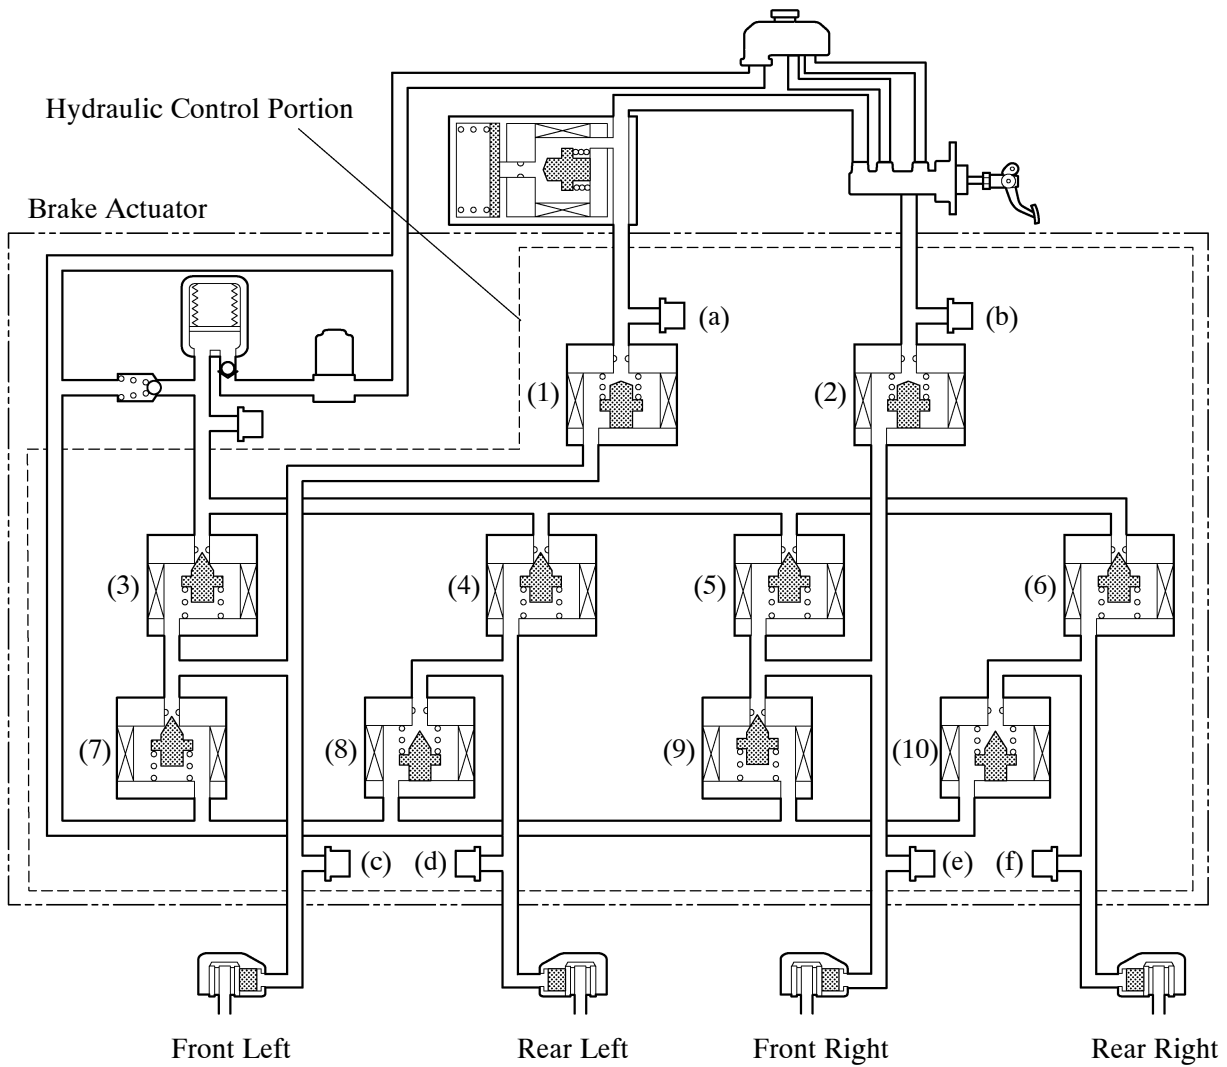 Hydraulic Control Portion
Brake Actuator
(a)
(b)
(1)
(2)
(3)
(4)
(5)
(6)
(7)
(8)
(9)
(10)
(c)
(d)
(e)
(f)
Front Left
Rear Left
Front Right
Rear Right